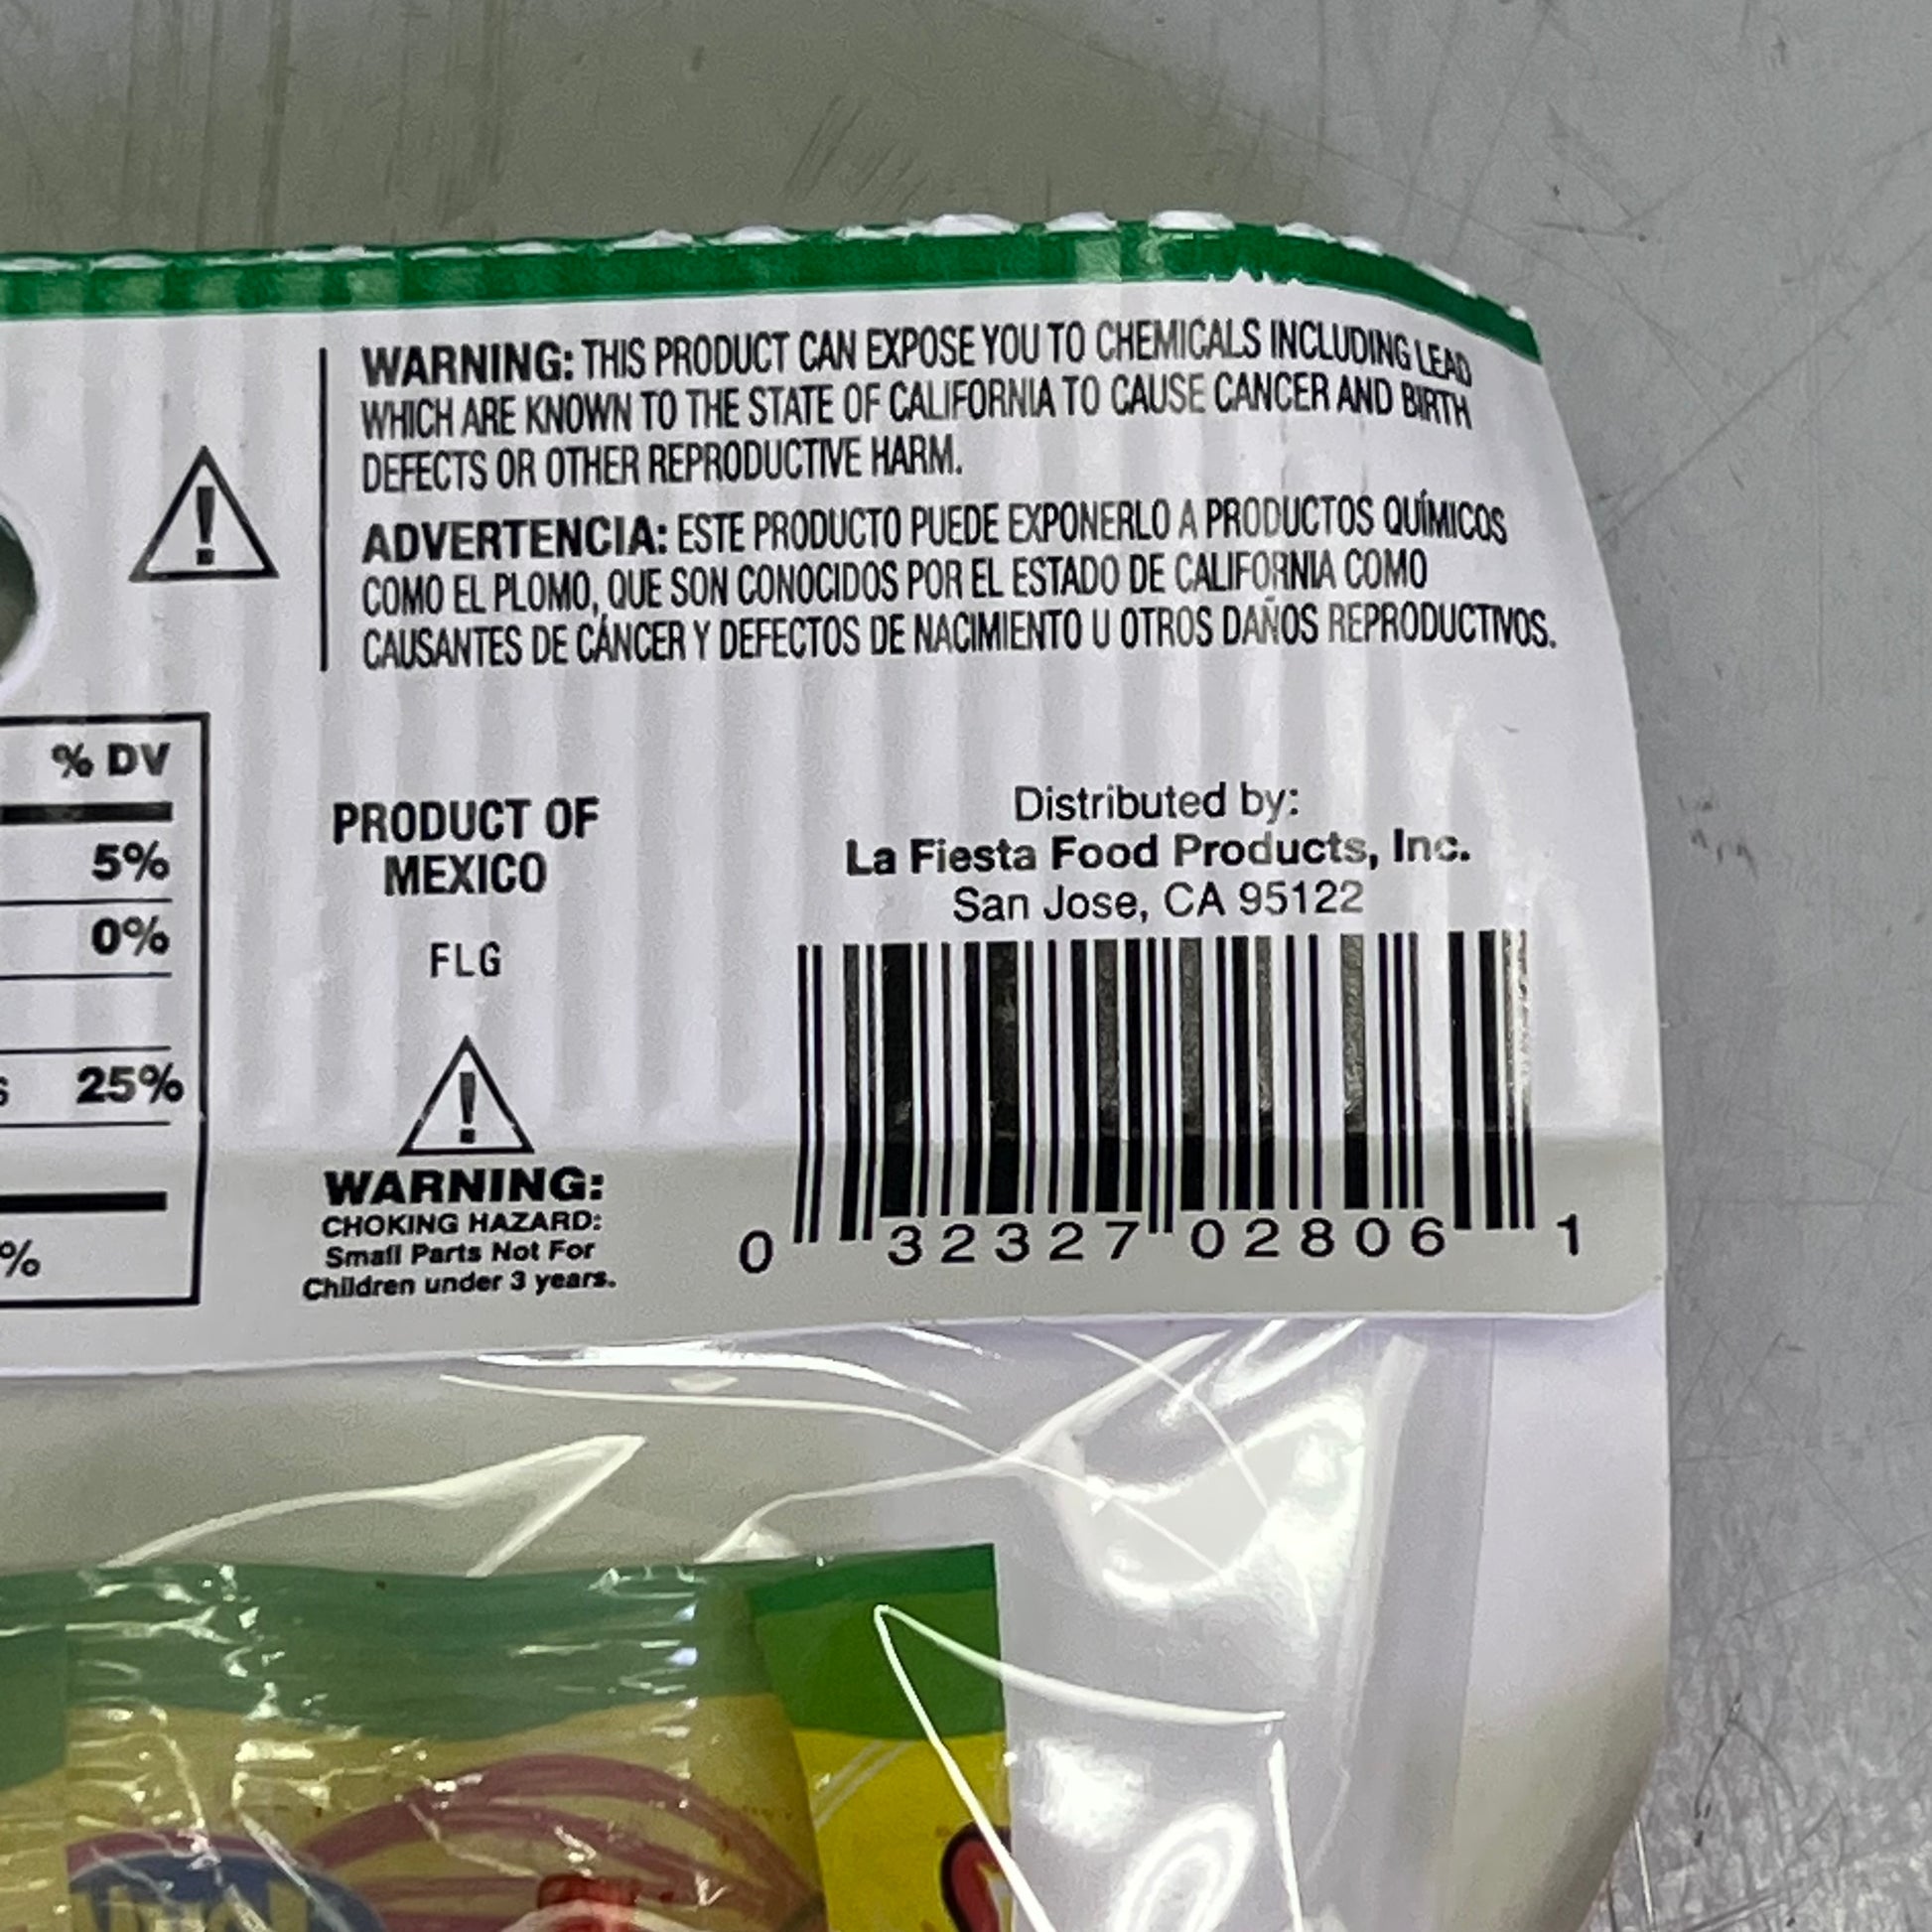 WARNING: THIS PRODUCT CAN EXPOSE YOU TO CHEMICALS INCLUDING LEAD
WHICH ARE KNOWN TO THE STATE OF CALIFORNIA TO CAUSE CANCER AND BIRTH
DEFECTS OR OTHER REPRODUCTIVE HARM.
ADVERTENCIA: ESTE PRODUCTO PUEDE EXPONERLO A PRODUCTOS QUÍMICOS
COMO EL PLOMO, QUE SON CONOCIDOS POR EL ESTADO DE CALIFORNIA COMO
CAUSANTES DE CÁNCER Y DEFECTOS DE NACIMIENTO U OTROS DAÑOS REPRODUCTIVOS.
% DV
5%
0%
25%
%
PRODUCT OF
MEXICO
FLG
WARNING:
CHOKING HAZARD:
Small Parts Not For
Children under 3 years.
Distributed by:
La Fiesta Food Products, Inc.
San Jose, CA 95122
0 32327 02806 1